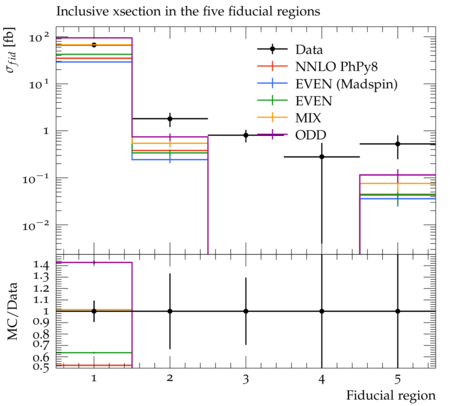 Inclusive xsection in the five fiducial regions
σfid [fb]
10²
10¹
1
10⁻¹
10⁻²
Data
NNLO PhPy8
EVEN (Madspin)
EVEN
MIX
ODD
MC/Data
1.4
1.3
1.2
1.1
1
0.9
0.8
0.7
0.6
0.5
1 2 3 4 5
Fiducial region